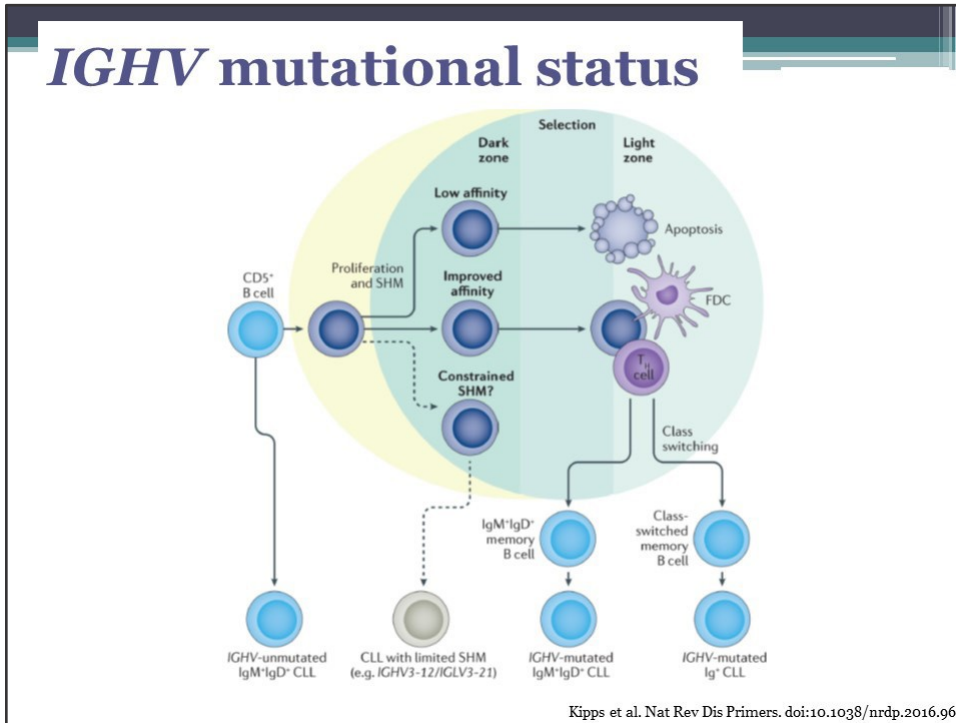 IGHV mutational status
Selection
Dark
zone
Light
zone
Low affinity
Apoptosis
Proliferation
and SHM
CD5⁺
B cell
Improved
affinity
FDC
T_H
cell
Constrained
SHM?
Class
switching
IgM⁺IgD⁺
memory
B cell
Class-
switched
memory
B cell
IGHV-unmutated
IgM⁺IgD⁺ CLL
CLL with limited SHM
(e.g. IGHV3-12/IGLV3-21)
IGHV-mutated
IgM⁺IgD⁺ CLL
IGHV-mutated
Ig⁺ CLL
Kipps et al. Nat Rev Dis Primers. doi:10.1038/nrdp.2016.96